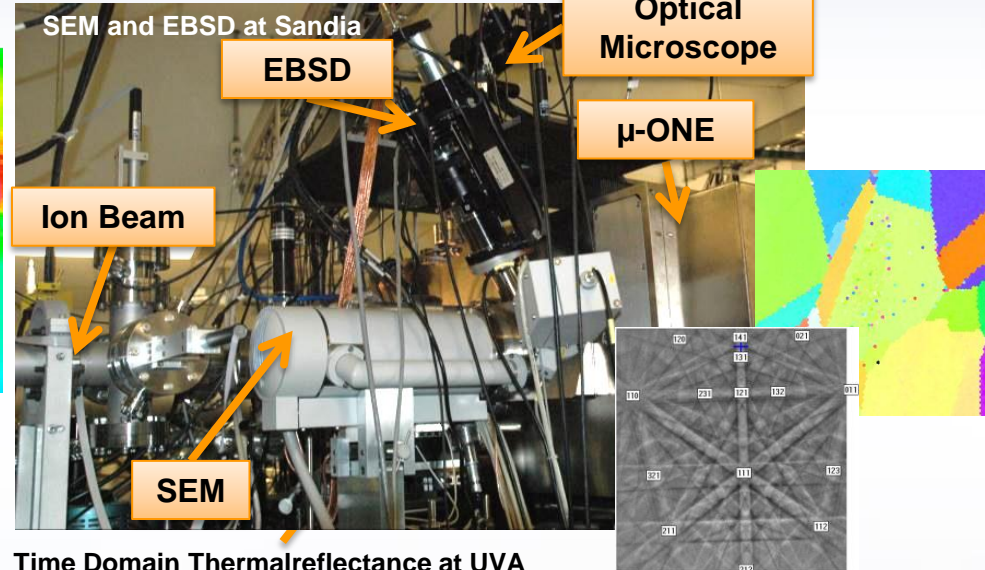 SEM and EBSD at Sandia
Optical
Microscope
EBSD
μ-ONE
Ion Beam
SEM
120
141
021
131
110
231
121
132
011
321
111
123
211
112
212
Time Domain Thermalreflectance at UVA